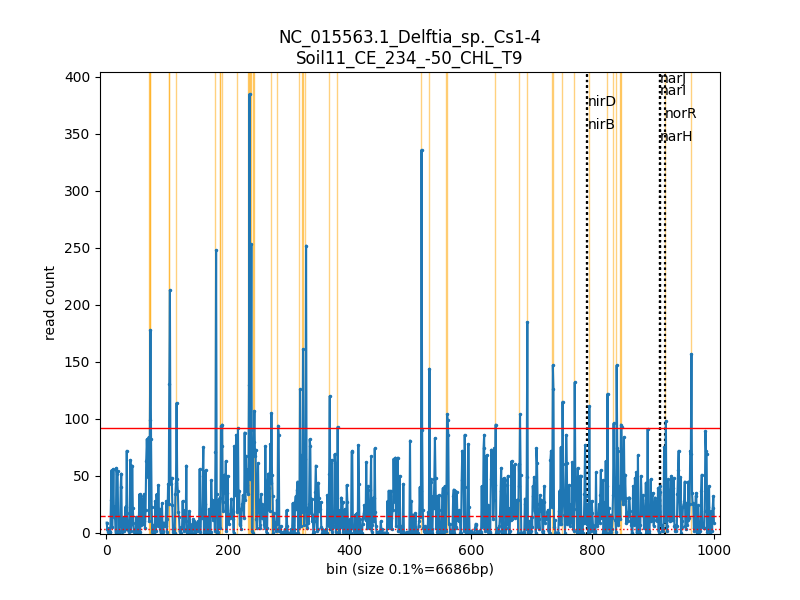 NC_015563.1_Delftia_sp._Cs1-4
Soil11_CE_234_-50_CHL_T9
400
350
300
250
200
150
100
50
0
read count
narJ
narI
nirD
norR
nirB
narH
0
200
400
600
800
1000
bin (size 0.1%=6686bp)